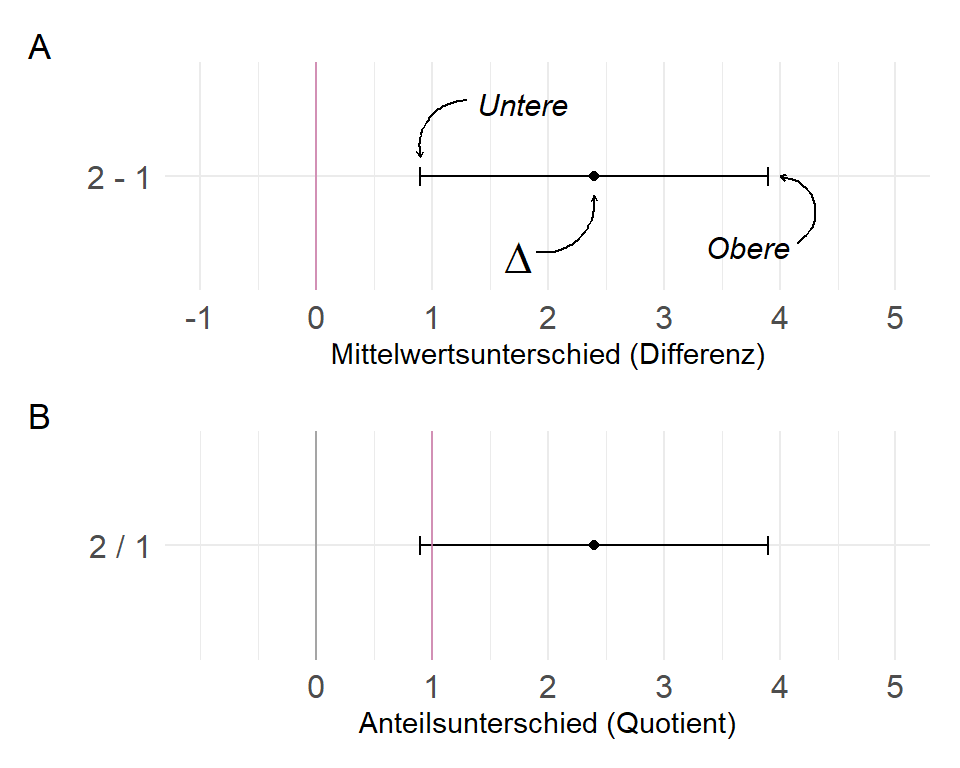 A
Untere
2 - 1
Δ
Obere
-1 0 1 2 3 4 5
Mittelwertsunterschied (Differenz)
B
2 / 1
0 1 2 3 4 5
Anteilsunterschied (Quotient)